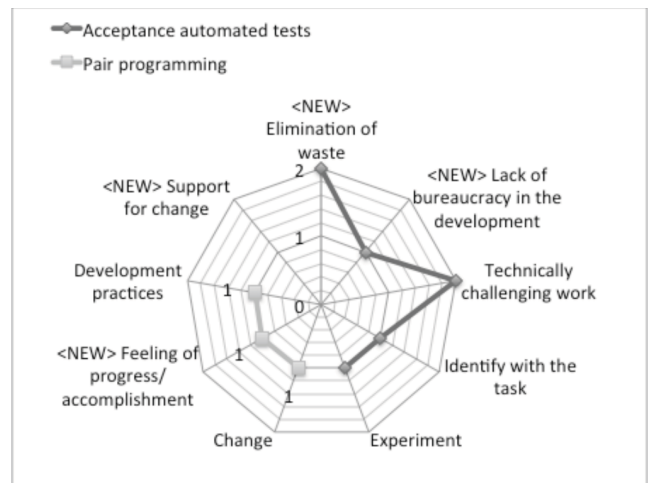 Acceptance automated tests
Pair programming
<NEW>
Elimination of
waste
2
<NEW> Lack of
bureaucracy in the
development
<NEW> Support
for change
1
Development
practices
1
Technically
challenging work
0
<NEW> Feeling of
progress/
accomplishment
1
Identify with the
task
1
Change
Experiment